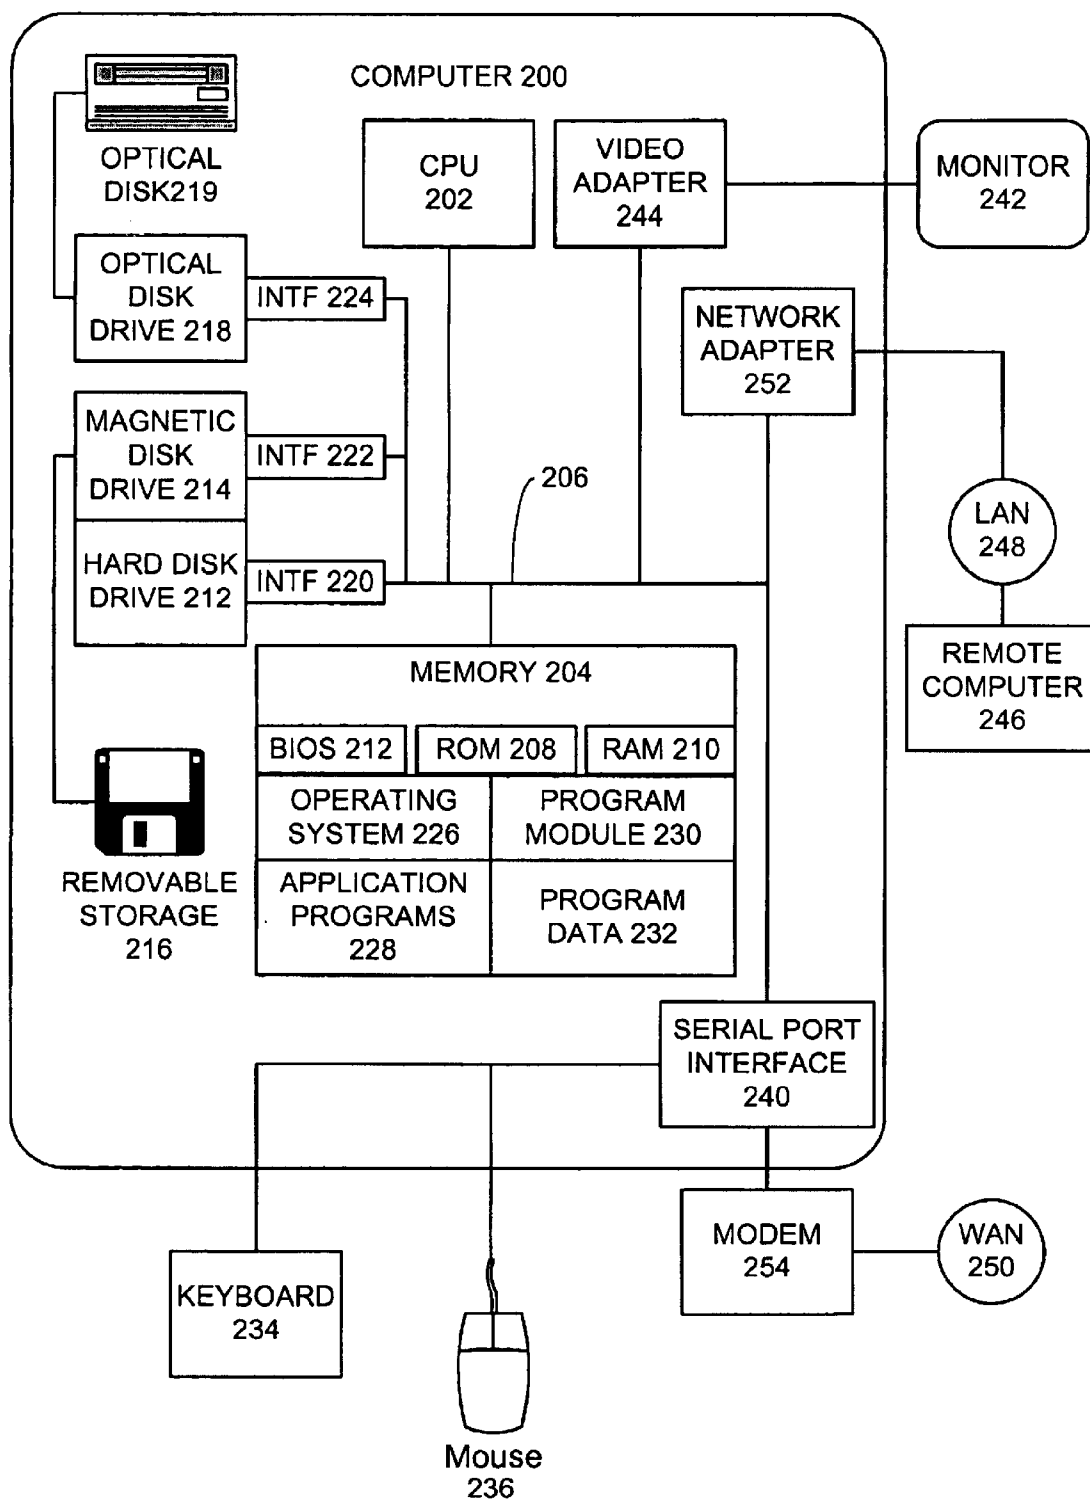 COMPUTER 200
OPTICAL
DISK219
CPU
202
VIDEO
ADAPTER
244
MONITOR
242
OPTICAL
DISK
DRIVE 218
INTF 224
NETWORK
ADAPTER
252
MAGNETIC
DISK
DRIVE 214
INTF 222
206
LAN
248
HARD DISK
DRIVE 212
INTF 220
REMOTE
COMPUTER
246
MEMORY 204
BIOS 212
ROM 208
RAM 210
OPERATING
SYSTEM 226
PROGRAM
MODULE 230
REMOVABLE
STORAGE
216
APPLICATION
PROGRAMS
228
PROGRAM
DATA 232
SERIAL PORT
INTERFACE
240
MODEM
254
WAN
250
KEYBOARD
234
Mouse
236